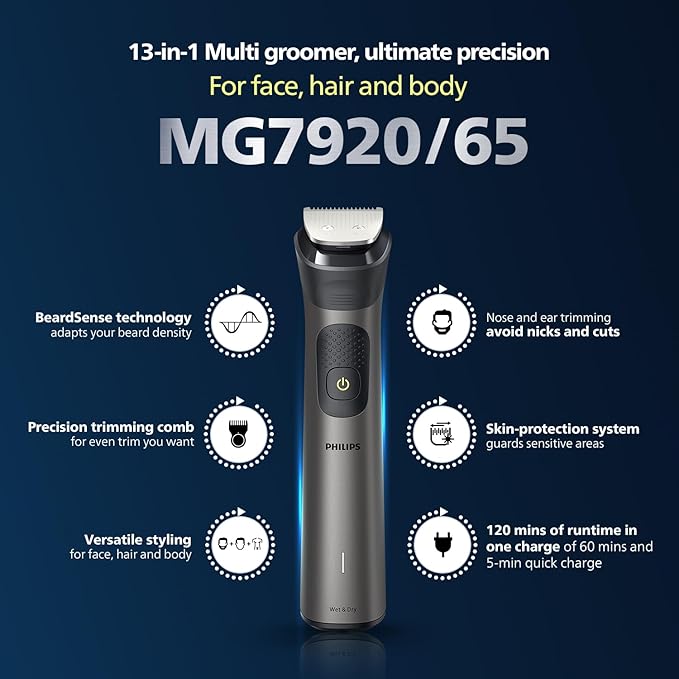 13-in-1 Multi groomer, ultimate precision
For face, hair and body
MG7920/65
BeardSense technology
adapts your beard density
Nose and ear trimming
avoid nicks and cuts
Precision trimming comb
for even trim you want
Skin-protection system
guards sensitive areas
Versatile styling
for face, hair and body
120 mins of runtime in
one charge of 60 mins and
5-min quick charge
PHILIPS
Wet & Dry